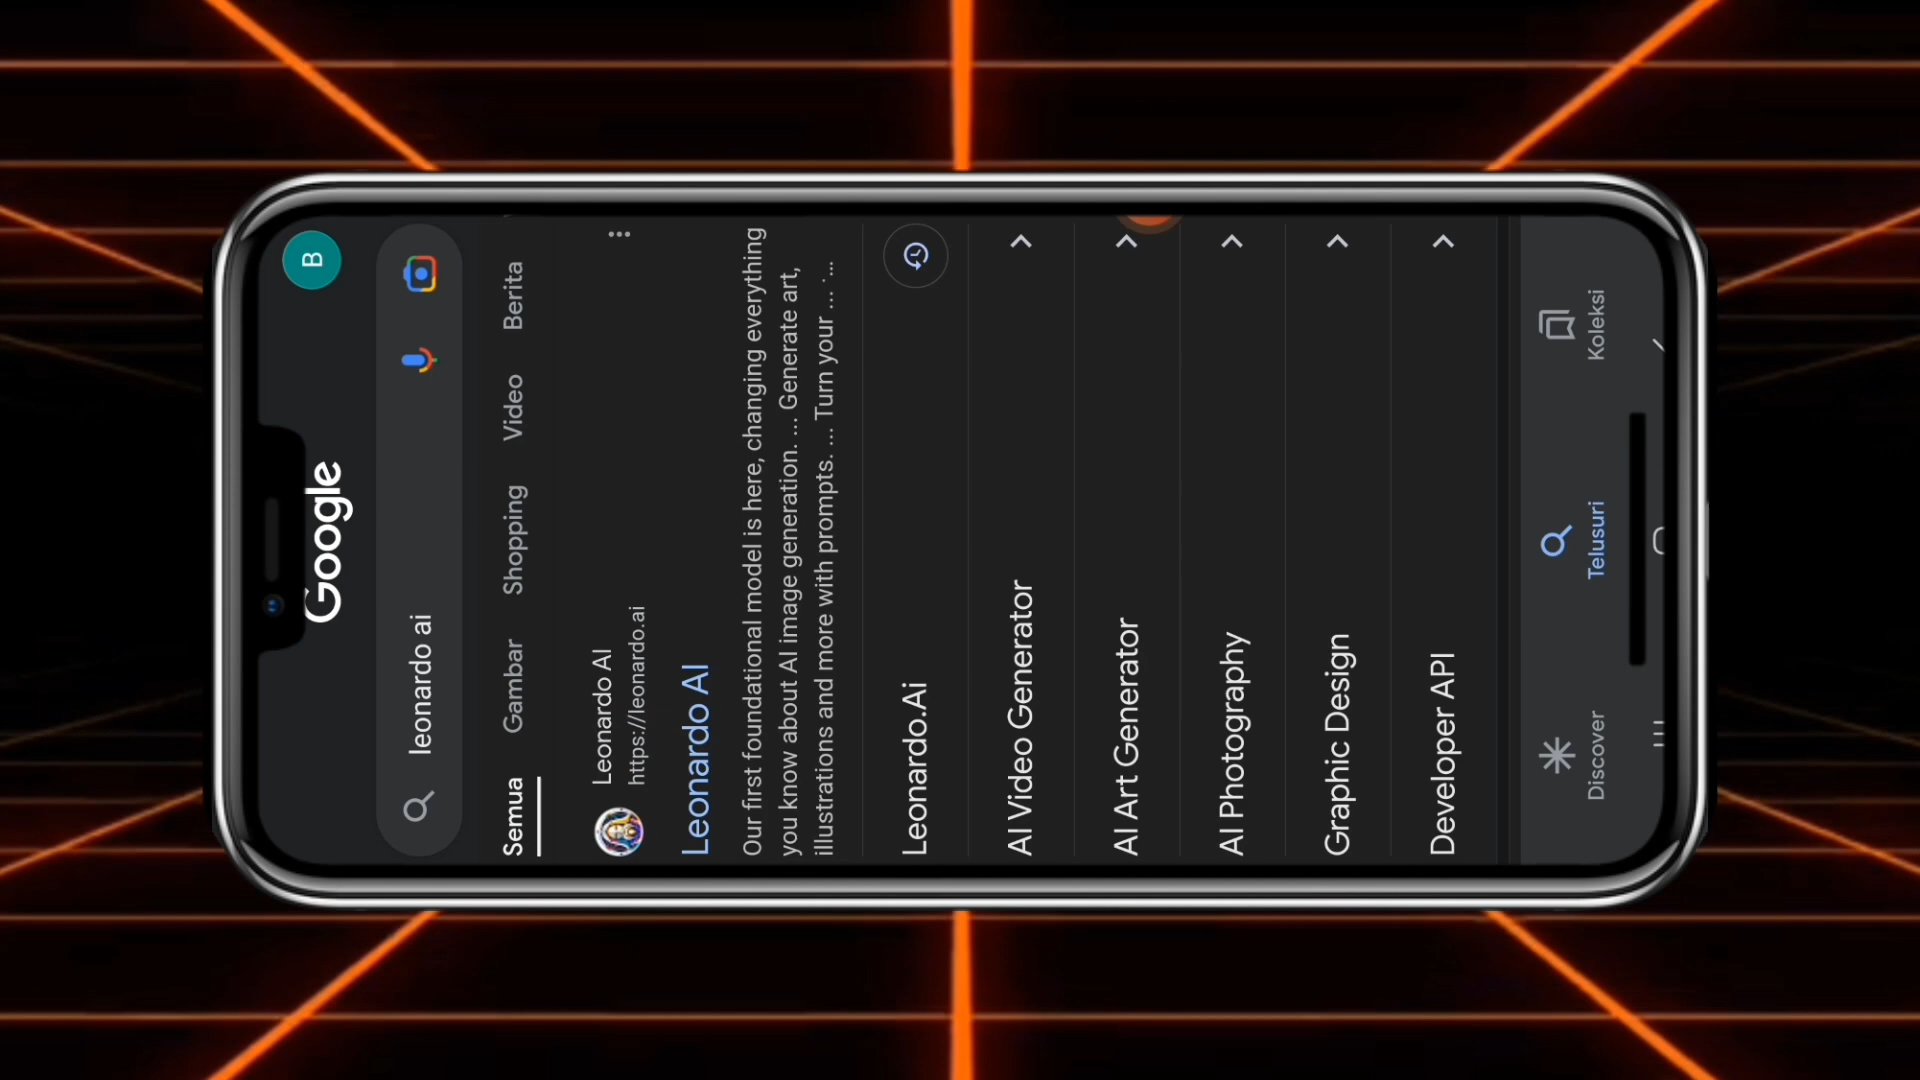 B
Google
leonardo ai
Semua Gambar Shopping Video Berita
Leonardo AI
https://leonardo.ai
Leonardo AI
Our first foundational model is here, changing everything
you know about AI image generation. ... Generate art,
illustrations and more with prompts. ... Turn your ... ·...
Leonardo.Ai
AI Video Generator
AI Art Generator
AI Photography
Graphic Design
Developer API
Discover Telusuri Koleksi